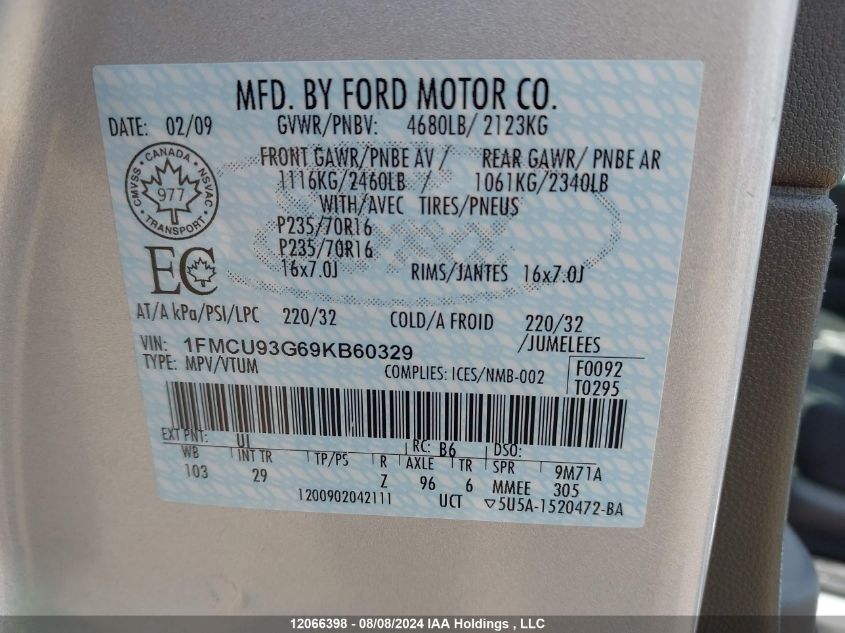 MFD. BY FORD MOTOR CO.
DATE: 02/09 GVWR/PNBV: 4680LB/ 2123KG
FRONT GAWR/PNBE AV / REAR GAWR/ PNBE AR
1116KG/2460LB / 1061KG/2340LB
WITH/AVEC TIRES/PNEUS
CMVSS • CANADA • NSVAC
977
TRANSPORT
P235/70R16
P235/70R16
EC
16x7.0J RIMS/JANTES 16x7.0J
AT/A kPa/PSI/LPC 220/32 COLD/A FROID 220/32
/JUMELEES
VIN: 1FMCU93G69KB60329
TYPE: MPV/VTUM COMPLIES: ICES/NMB-002
F0092
T0295
EXT PNT: UI RC: B6 DSO:
WB INT TR TP/PS R AXLE TR SPR 9M71A
103 29 Z 96 6 MMEE 305
1200902042111 UCT ▽5U5A-1520472-BA
12066398 - 08/08/2024 IAA Holdings , LLC